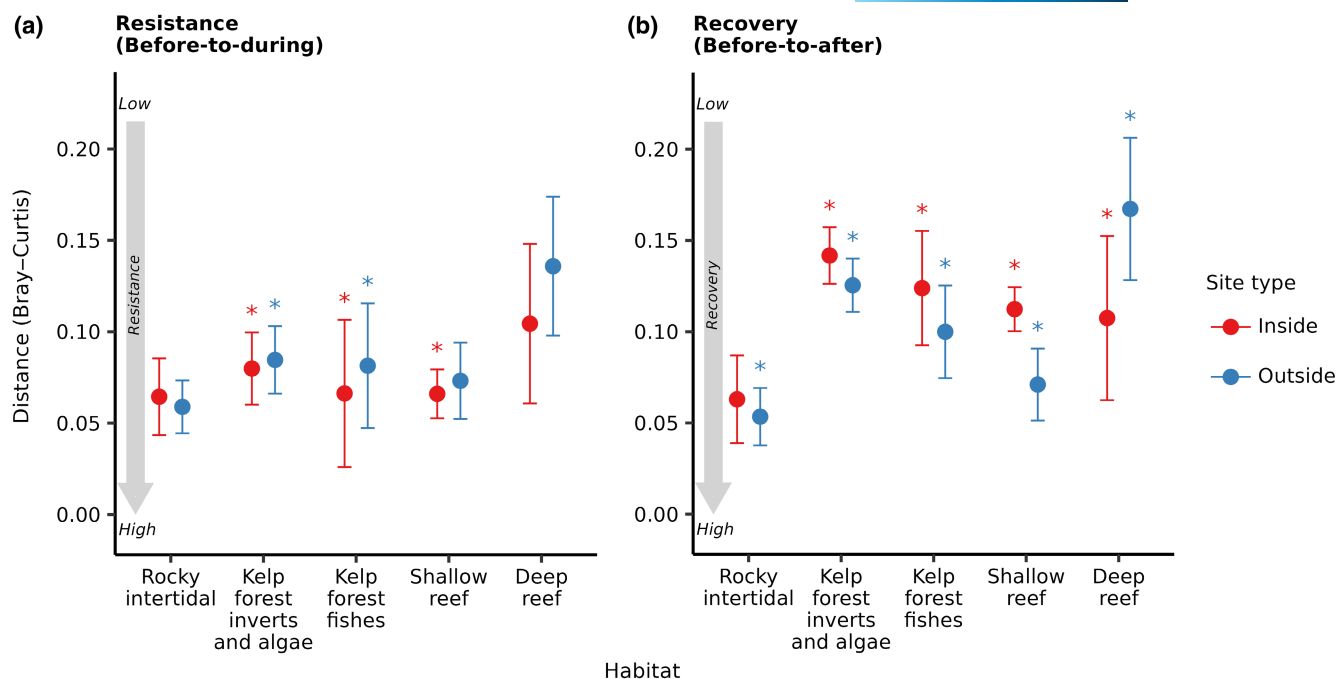 (a)
Resistance
(Before-to-during)
Distance (Bray–Curtis)
0.20
0.15
0.10
0.05
0.00
Low
Resistance
High
*
*
*
*
*
Rocky
intertidal
Kelp
forest
inverts
and algae
Kelp
forest
fishes
Shallow
reef
Deep
reef
(b)
Recovery
(Before-to-after)
0.20
0.15
0.10
0.05
0.00
Low
Recovery
High
*
*
*
*
*
*
*
*
*
Rocky
intertidal
Kelp
forest
inverts
and algae
Kelp
forest
fishes
Shallow
reef
Deep
reef
Habitat
Site type
Inside
Outside